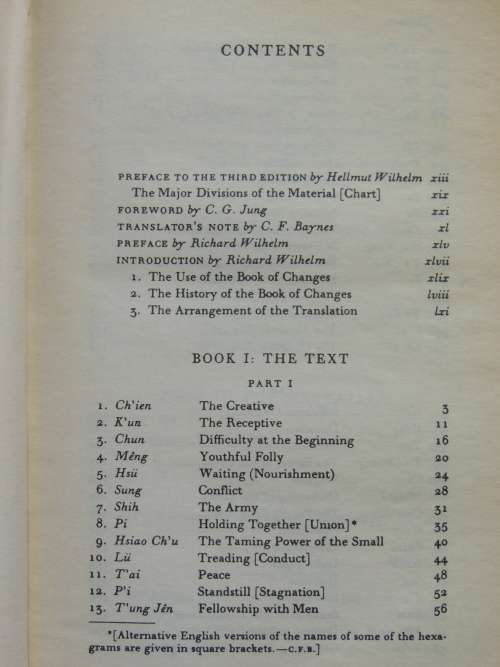 CONTENTS
PREFACE TO THE THIRD EDITION by Hellmut Wilhelm xiii
The Major Divisions of the Material [Chart] xix
FOREWORD by C. G. Jung xxi
TRANSLATOR'S NOTE by C. F. Baynes xl
PREFACE by Richard Wilhelm xlv
INTRODUCTION by Richard Wilhelm xlvii
1. The Use of the Book of Changes xlix
2. The History of the Book of Changes lviii
3. The Arrangement of the Translation lxi
BOOK I: THE TEXT
PART I
1. Ch'ien The Creative 3
2. K'un The Receptive 11
3. Chun Difficulty at the Beginning 16
4. Mêng Youthful Folly 20
5. Hsü Waiting (Nourishment) 24
6. Sung Conflict 28
7. Shih The Army 31
8. Pi Holding Together [Union]* 35
9. Hsiao Ch'u The Taming Power of the Small 40
10. Lü Treading [Conduct] 44
11. T'ai Peace 48
12. P'i Standstill [Stagnation] 52
13. T'ung Jên Fellowship with Men 56
*[Alternative English versions of the names of some of the hexa-
grams are given in square brackets.—C.F.B.]